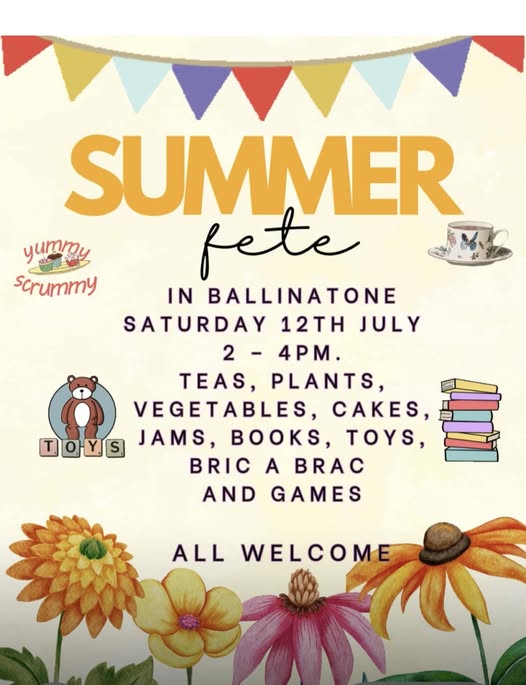 SUMMER
fete
yummy
scrummy
IN BALLINATONE
SATURDAY 12TH JULY
2 – 4PM.
TEAS, PLANTS,
VEGETABLES, CAKES,
JAMS, BOOKS, TOYS,
BRIC A BRAC
AND GAMES
TOYS
ALL WELCOME